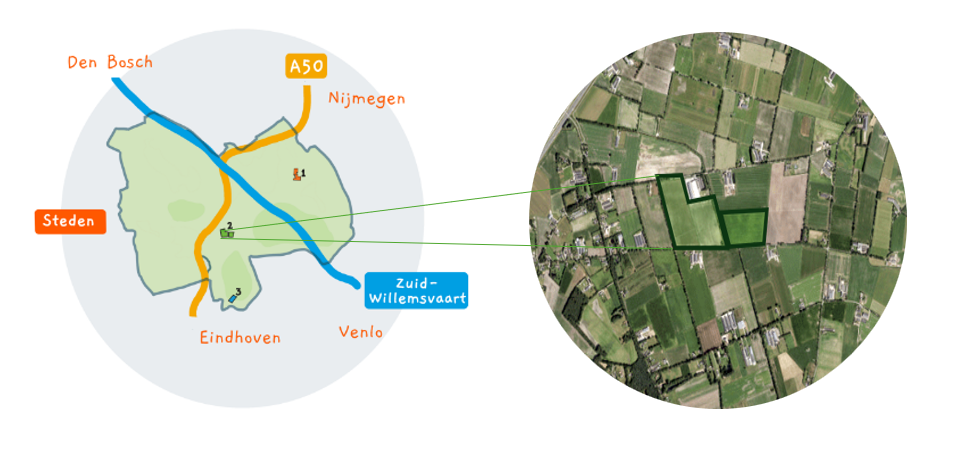 Den Bosch
A50
Nijmegen
1
Steden
2
3
Zuid-
Willemsvaart
Eindhoven
Venlo